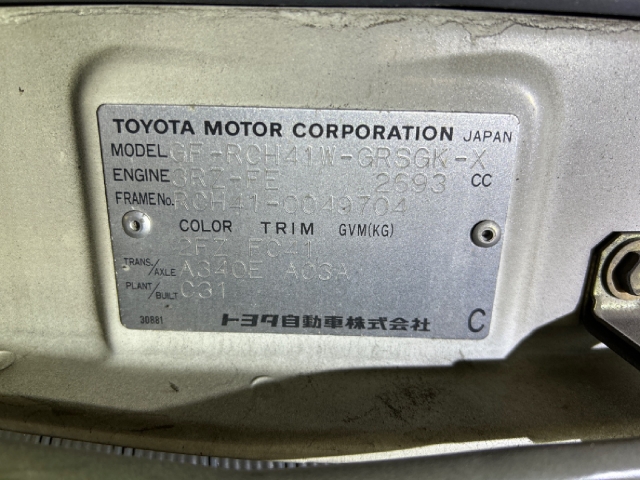 TOYOTA MOTOR CORPORATION JAPAN
MODEL GF-RCH41W-GRSGK-X
ENGINE 3RZ-FE 2693 CC
FRAME No. RCH41-0049704
COLOR TRIM GVM(KG)
2FZ FC41
TRANS./AXLE A340E A03A
PLANT/BUILT C31
30881 トヨタ自動車株式会社 C